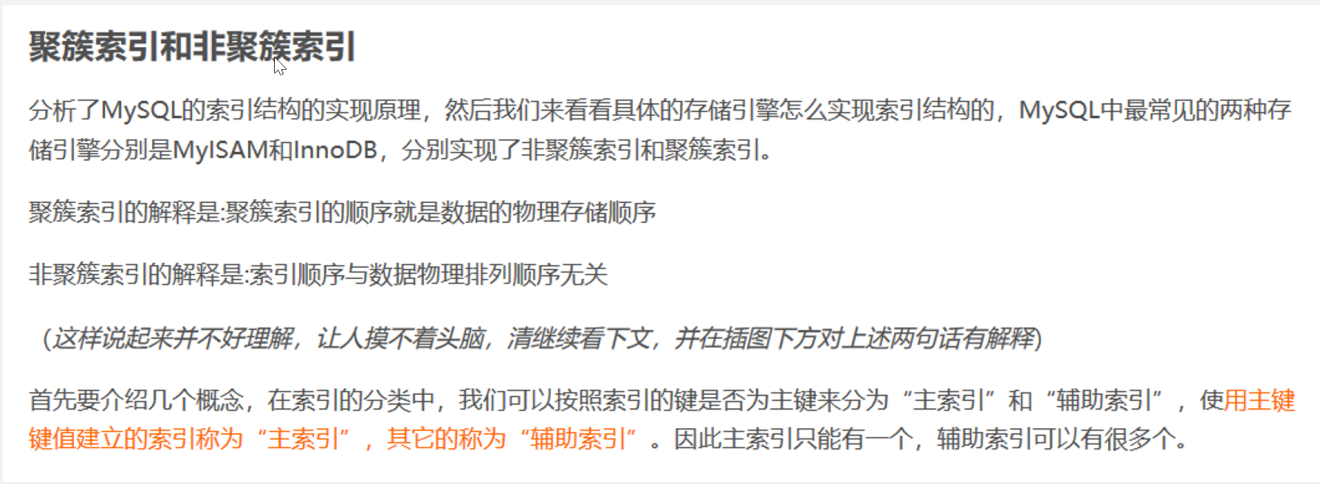 聚簇索引和非聚簇索引
分析了MySQL的索引结构的实现原理，然后我们来看看具体的存储引擎怎么实现索引结构的，MySQL中最常见的两种存
储引擎分别是MyISAM和InnoDB，分别实现了非聚簇索引和聚簇索引。
聚簇索引的解释是:聚簇索引的顺序就是数据的物理存储顺序
非聚簇索引的解释是:索引顺序与数据物理排列顺序无关
（这样说起来并不好理解，让人摸不着头脑，清继续看下文，并在插图下方对上述两句话有解释）
首先要介绍几个概念，在索引的分类中，我们可以按照索引的键是否为主键来分为“主索引”和“辅助索引”，使用主键
键值建立的索引称为“主索引”，其它的称为“辅助索引”。因此主索引只能有一个，辅助索引可以有很多个。